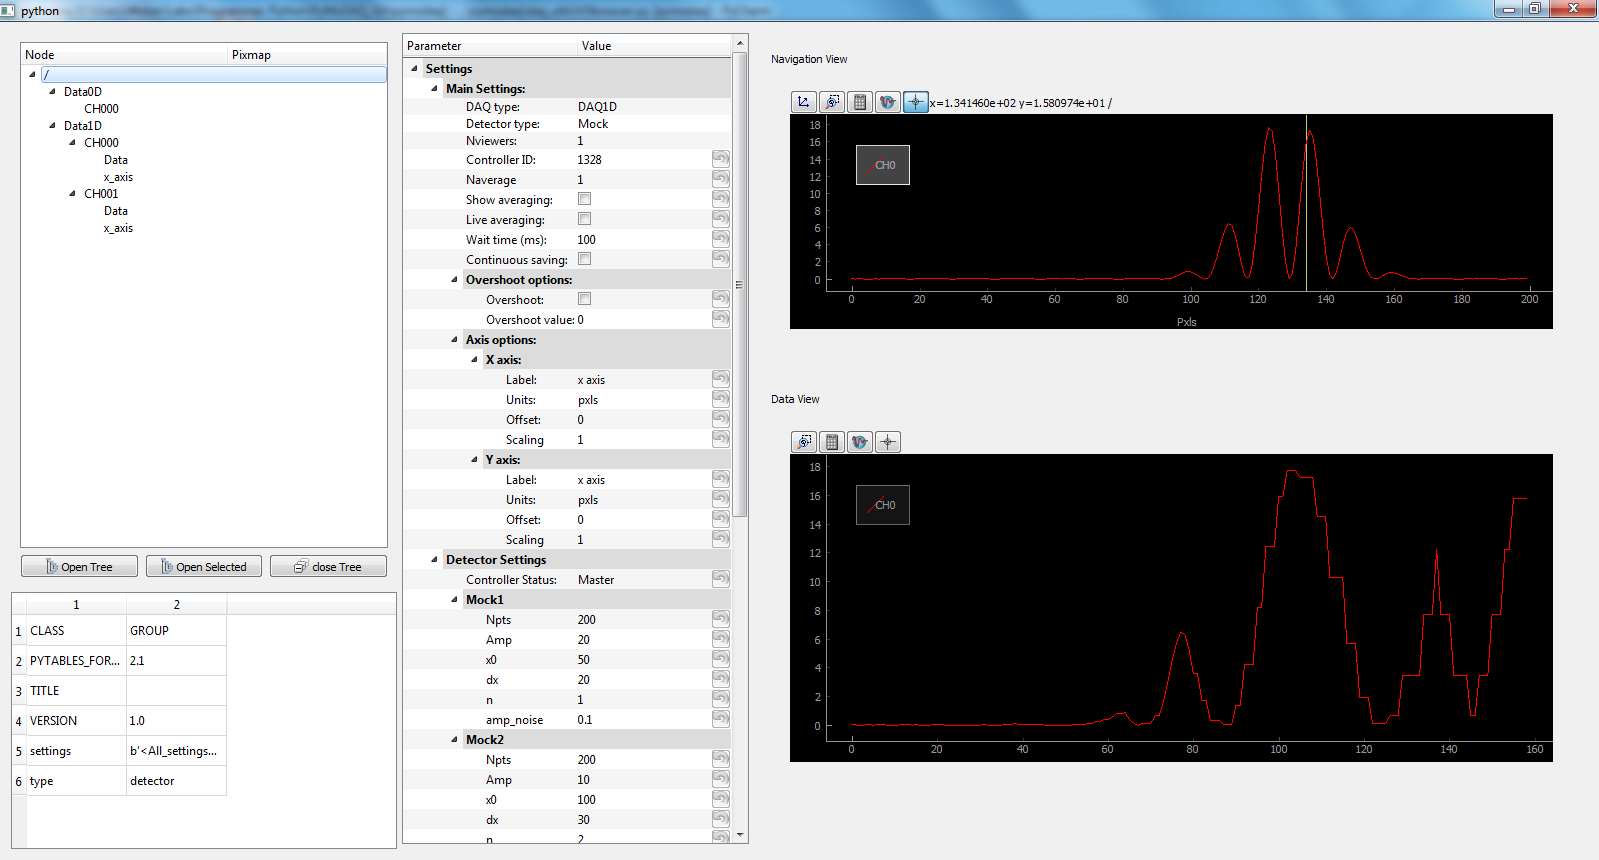 python
Node Pixmap
/
Data0D
CH000
Data1D
CH000
Data
x_axis
CH001
Data
x_axis
Open Tree Open Selected close Tree
1 2
1 CLASS GROUP
2 PYTABLES_FOR... 2.1
3 TITLE
4 VERSION 1.0
5 settings b'<All_settings...
6 type detector
Parameter Value
Settings
Main Settings:
DAQ type: DAQ1D
Detector type: Mock
Nviewers: 1
Controller ID: 1328
Naverage 1
Show averaging:
Live averaging:
Wait time (ms): 100
Continuous saving:
Overshoot options:
Overshoot:
Overshoot value: 0
Axis options:
X axis:
Label: x axis
Units: pxls
Offset: 0
Scaling 1
Y axis:
Label: x axis
Units: pxls
Offset: 0
Scaling 1
Detector Settings
Controller Status: Master
Mock1
Npts 200
Amp 20
x0 50
dx 20
n 1
amp_noise 0.1
Mock2
Npts 200
Amp 10
x0 100
dx 30
n 2
Navigation View
x=1.341460e+02 y=1.580974e+01 /
18
16
14
12
10
8
6
4
2
0
CH0
0 20 40 60 80 100 120 140 160 180 200
Pxls
Data View
18
16
14
12
10
8
6
4
2
0
CH0
0 20 40 60 80 100 120 140 160